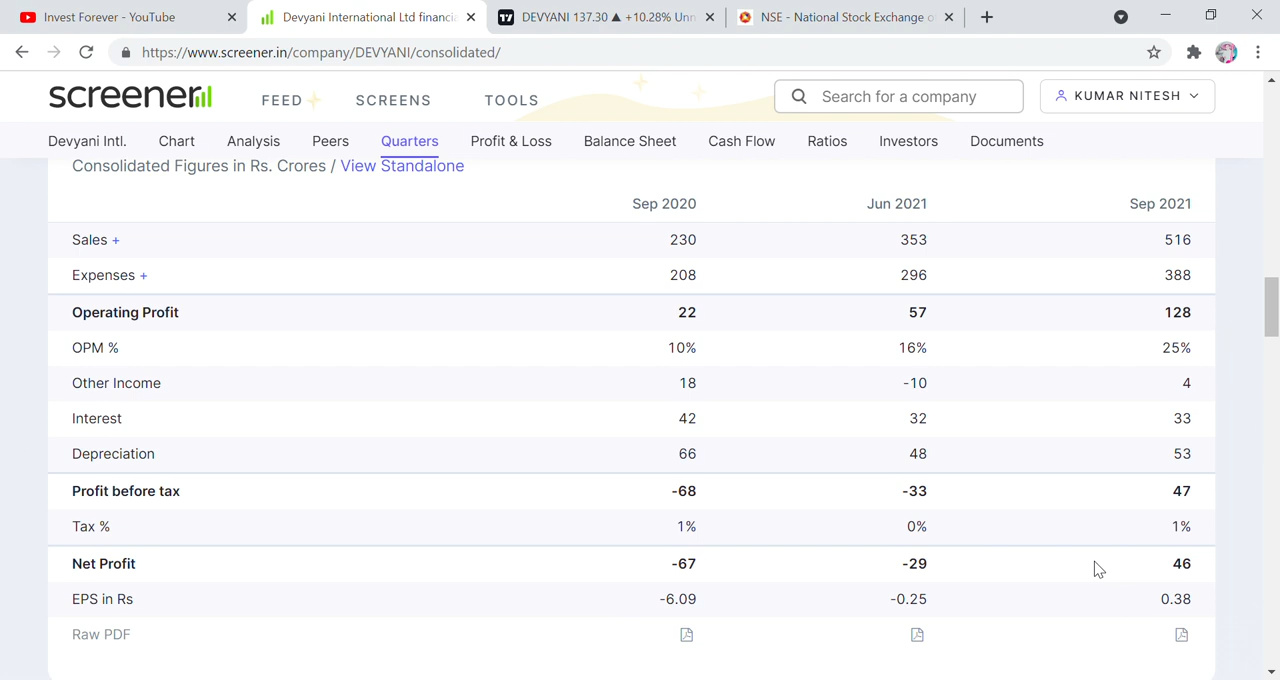 Invest Forever - YouTube
Devyani International Ltd financi
DEVYANI 137.30 ▲ +10.28% Unn
NSE - National Stock Exchange o
https://www.screener.in/company/DEVYANI/consolidated/
screener
FEED
SCREENS
TOOLS
Search for a company
KUMAR NITESH
Devyani Intl. Chart Analysis Peers Quarters Profit & Loss Balance Sheet Cash Flow Ratios Investors Documents
Consolidated Figures in Rs. Crores / View Standalone
Sep 2020 Jun 2021 Sep 2021
Sales + 230 353 516
Expenses + 208 296 388
Operating Profit 22 57 128
OPM % 10% 16% 25%
Other Income 18 -10 4
Interest 42 32 33
Depreciation 66 48 53
Profit before tax -68 -33 47
Tax % 1% 0% 1%
Net Profit -67 -29 46
EPS in Rs -6.09 -0.25 0.38
Raw PDF